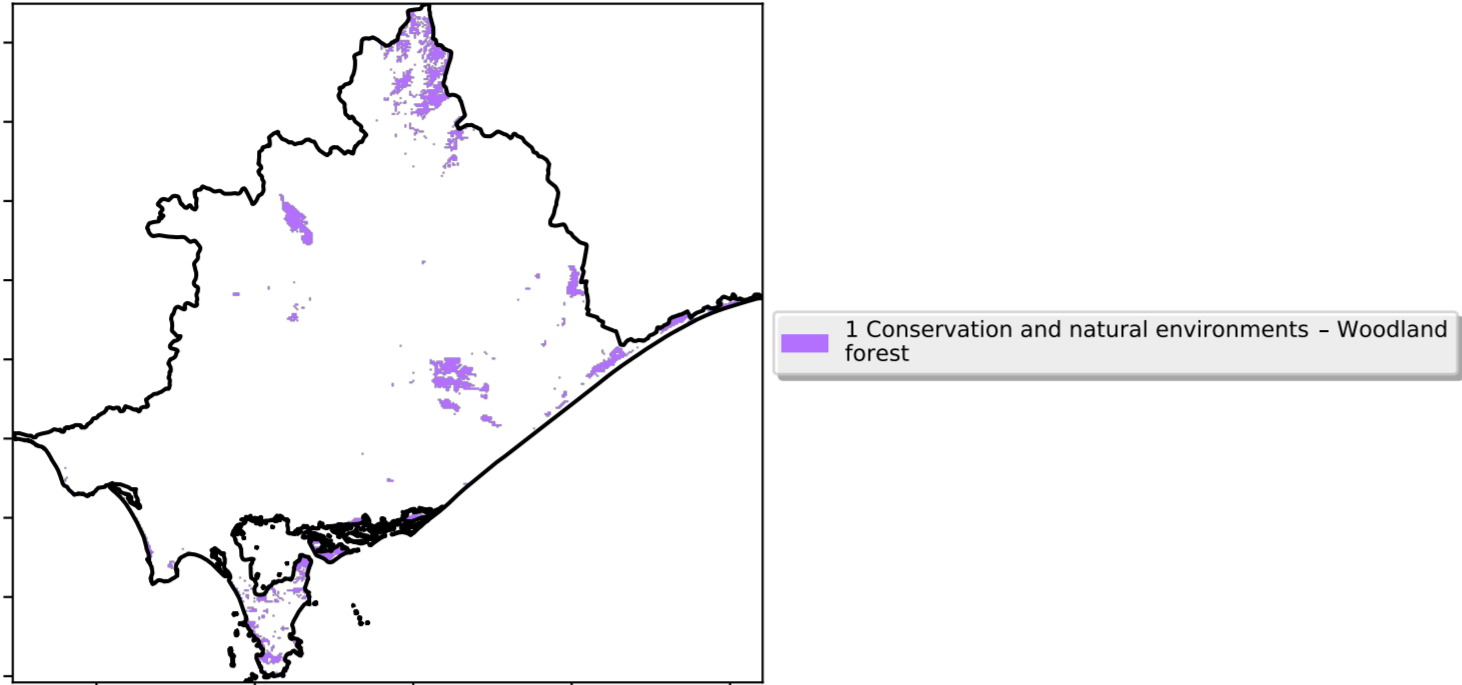 1 Conservation and natural environments – Woodland
forest